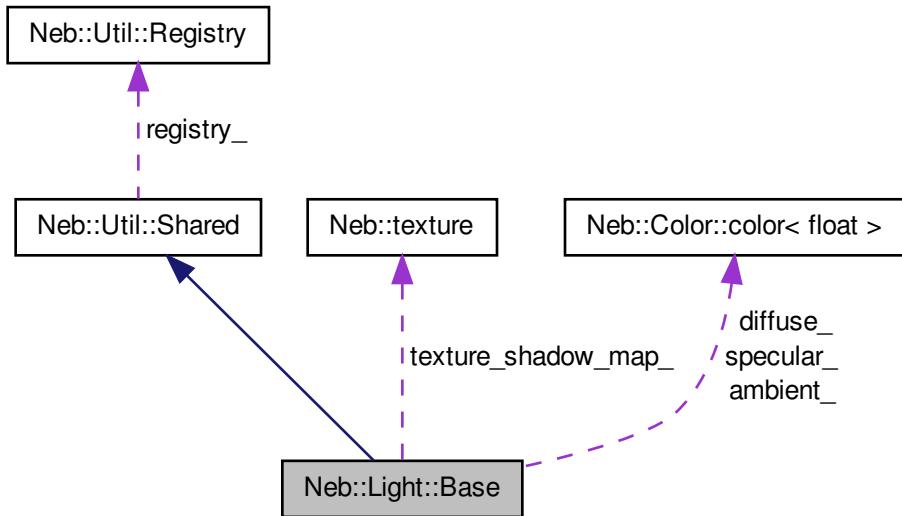 Neb::Util::Registry
registry_
Neb::Util::Shared
Neb::texture
Neb::Color::color< float >
diffuse_
specular_
ambient_
texture_shadow_map_
Neb::Light::Base